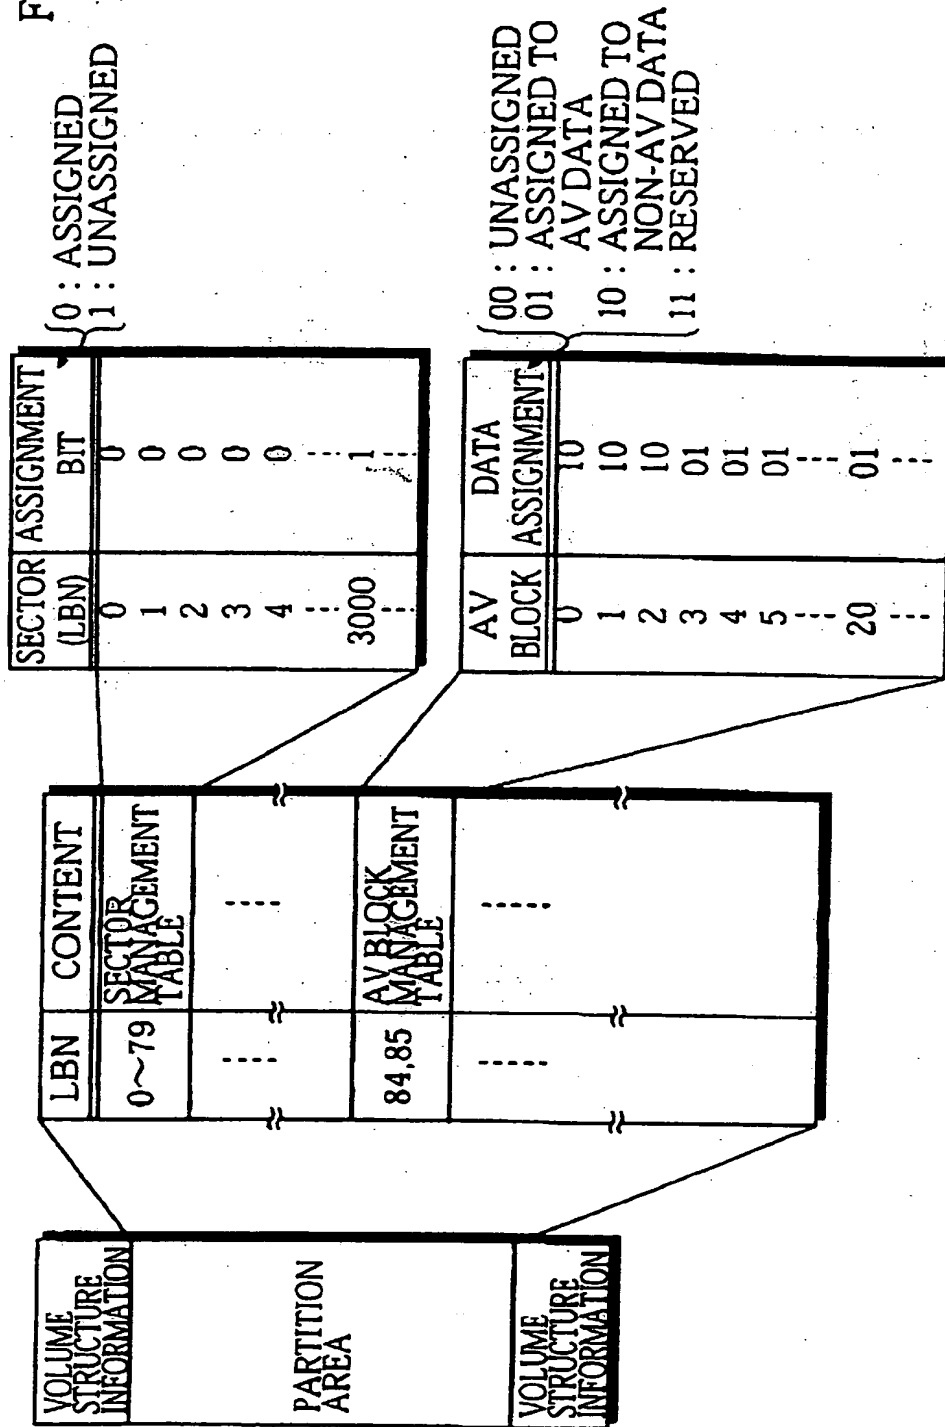 F
VOLUME
STRUCTURE
INFORMATION
PARTITION
AREA
VOLUME
STRUCTURE
INFORMATION
LBN CONTENT
0~79 SECTOR
MANAGEMENT
TABLE
84,85 AV BLOCK
MANAGEMENT
TABLE
SECTOR ASSIGNMENT
(LBN) BIT
0 0
1 0
2 0
3 0
4 0
3000 1
0 : ASSIGNED
1 : UNASSIGNED
AV DATA
BLOCK ASSIGNMENT
0 10
1 10
2 10
3 01
4 01
5 01
20 01
00 : UNASSIGNED
01 : ASSIGNED TO
AV DATA
10 : ASSIGNED TO
NON-AV DATA
11 : RESERVED